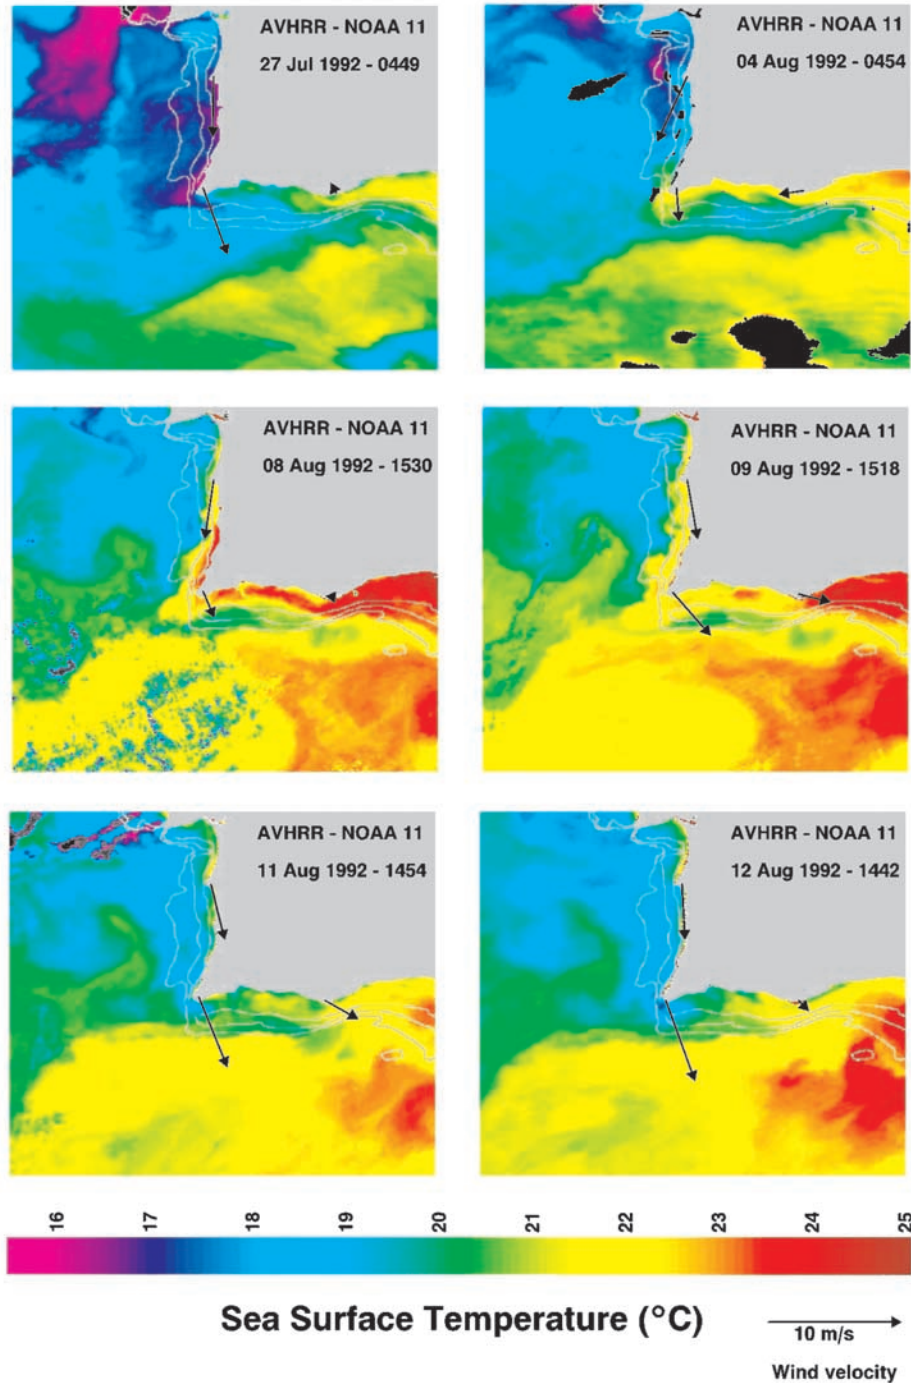 AVHRR - NOAA 11
27 Jul 1992 - 0449
AVHRR - NOAA 11
04 Aug 1992 - 0454
AVHRR - NOAA 11
08 Aug 1992 - 1530
AVHRR - NOAA 11
09 Aug 1992 - 1518
AVHRR - NOAA 11
11 Aug 1992 - 1454
AVHRR - NOAA 11
12 Aug 1992 - 1442
16 17 18 19 20 21 22 23 24 25
Sea Surface Temperature (°C)
10 m/s
Wind velocity